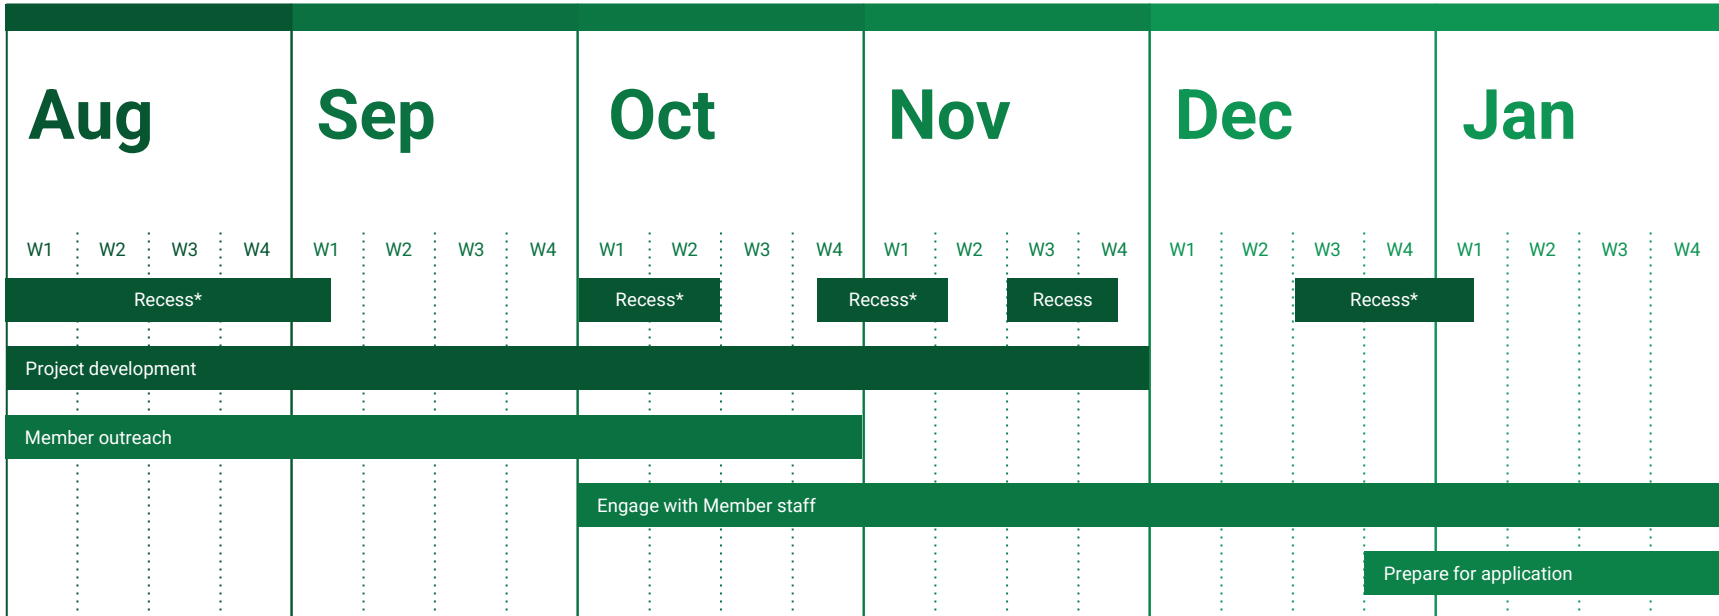 Aug Sep Oct Nov Dec Jan
W1 W2 W3 W4 W1 W2 W3 W4 W1 W2 W3 W4 W1 W2 W3 W4 W1 W2 W3 W4 W1 W2 W3 W4
Recess* Recess* Recess* Recess Recess*
Project development
Member outreach
Engage with Member staff
Prepare for application